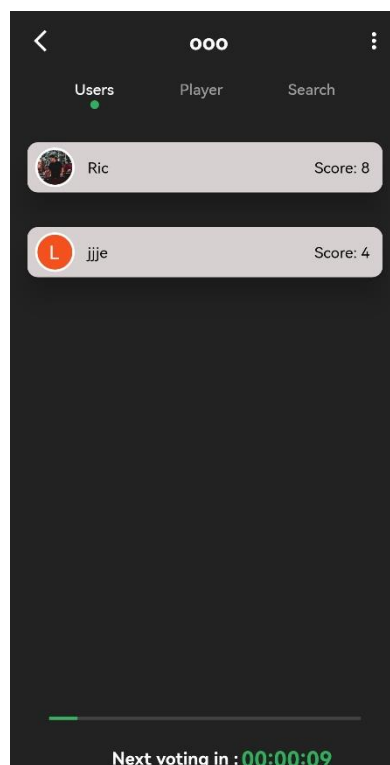 ooo
Users Player Search
Ric Score: 8
L jjje Score: 4
Next voting in : 00:00:09